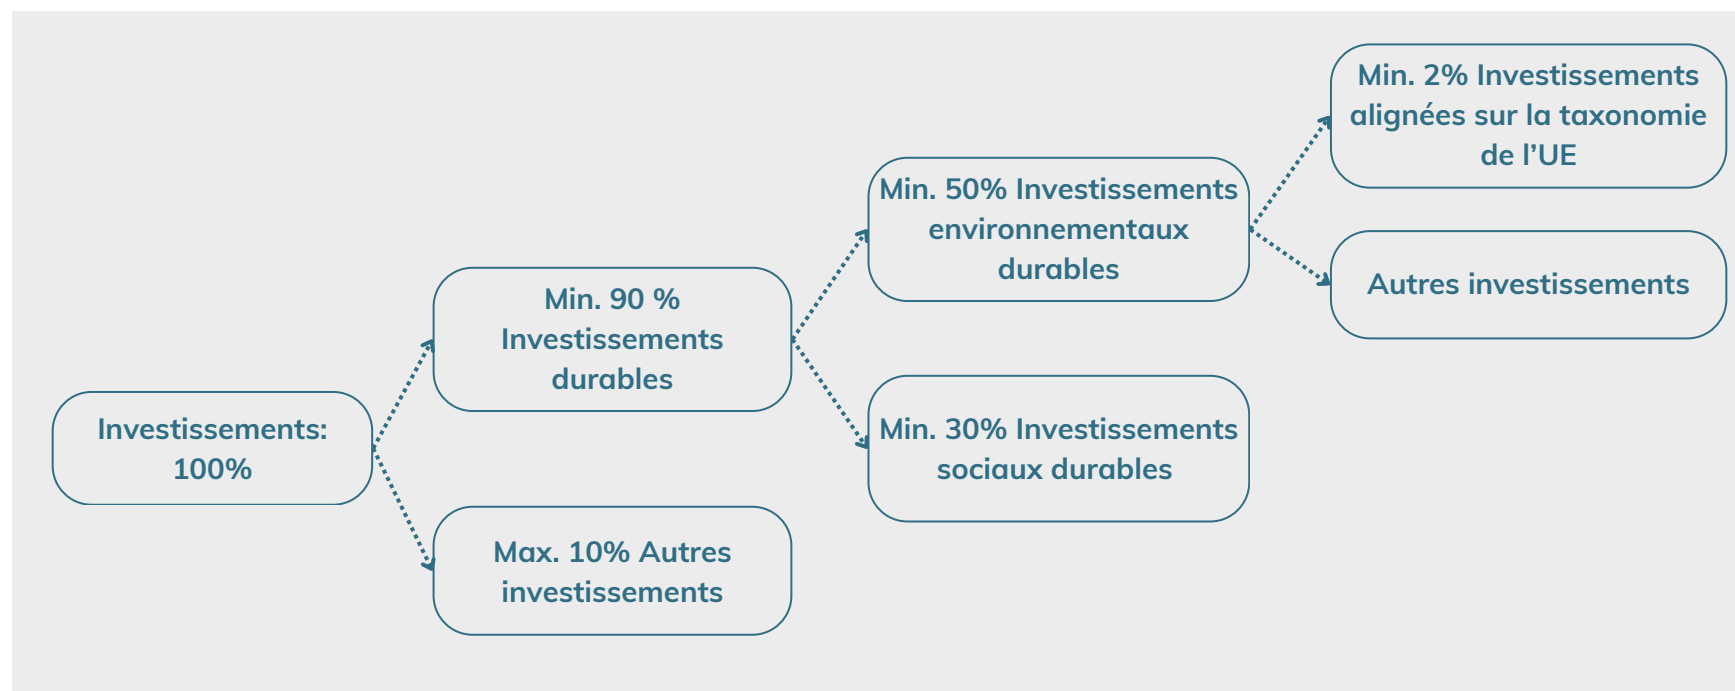 Investissements:
100%
Min. 90 %
Investissements
durables
Max. 10% Autres
investissements
Min. 50% Investissements
environnementaux
durables
Min. 30% Investissements
sociaux durables
Min. 2% Investissements
alignées sur la taxonomie
de l’UE
Autres investissements